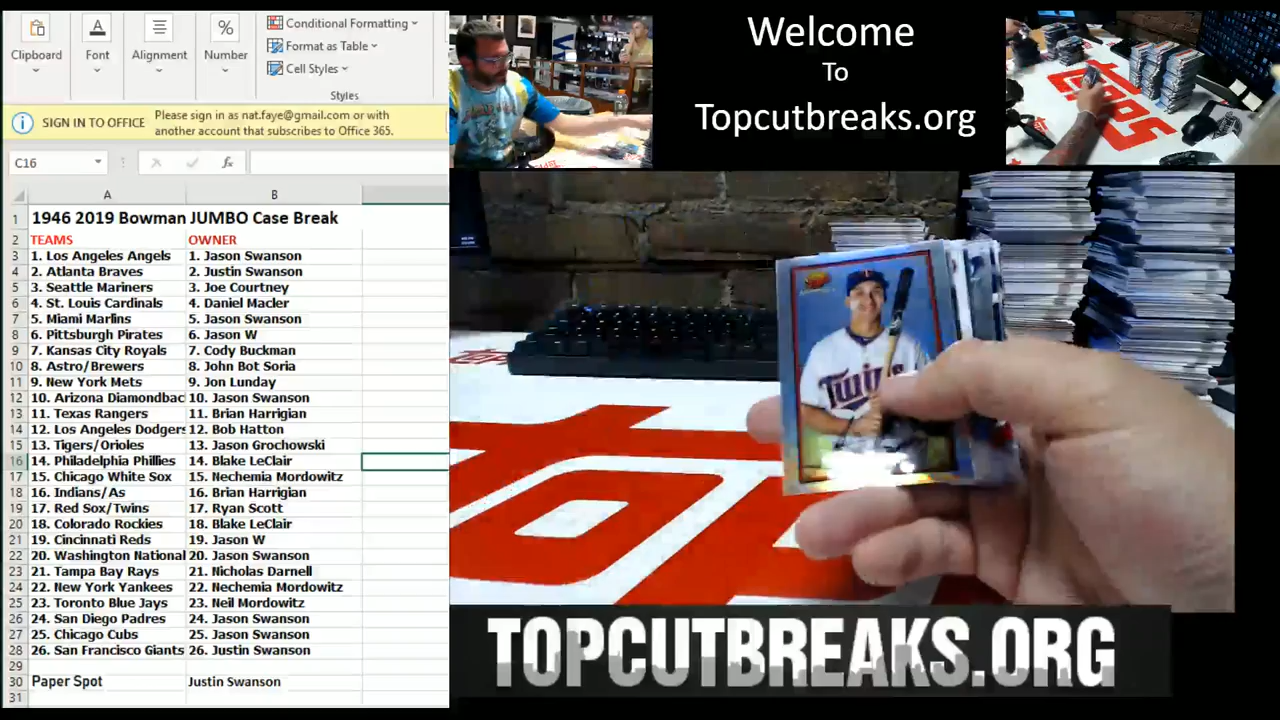 Clipboard
Font
Alignment
Number
Conditional Formatting
Format as Table
Cell Styles
Styles
SIGN IN TO OFFICE
Please sign in as nat.faye@gmail.com or with
another account that subscribes to Office 365.
C16
fx
A B
1 1946 2019 Bowman JUMBO Case Break
2 TEAMS OWNER
3 1. Los Angeles Angels 1. Jason Swanson
4 2. Atlanta Braves 2. Justin Swanson
5 3. Seattle Mariners 3. Joe Courtney
6 4. St. Louis Cardinals 4. Daniel Macler
7 5. Miami Marlins 5. Jason Swanson
8 6. Pittsburgh Pirates 6. Jason W
9 7. Kansas City Royals 7. Cody Buckman
10 8. Astro/Brewers 8. John Bot Soria
11 9. New York Mets 9. Jon Lunday
12 10. Arizona Diamondbac 10. Jason Swanson
13 11. Texas Rangers 11. Brian Harrigian
14 12. Los Angeles Dodgers 12. Bob Hatton
15 13. Tigers/Orioles 13. Jason Grochowski
16 14. Philadelphia Phillies 14. Blake LeClair
17 15. Chicago White Sox 15. Nechemia Mordowitz
18 16. Indians/As 16. Brian Harrigian
19 17. Red Sox/Twins 17. Ryan Scott
20 18. Colorado Rockies 18. Blake LeClair
21 19. Cincinnati Reds 19. Jason W
22 20. Washington National 20. Jason Swanson
23 21. Tampa Bay Rays 21. Nicholas Darnell
24 22. New York Yankees 22. Nechemia Mordowitz
25 23. Toronto Blue Jays 23. Neil Mordowitz
26 24. San Diego Padres 24. Jason Swanson
27 25. Chicago Cubs 25. Jason Swanson
28 26. San Francisco Giants 26. Justin Swanson
29
30 Paper Spot Justin Swanson
31
Welcome
To
Topcutbreaks.org
Twins
TOPCUTBREAKS.ORG